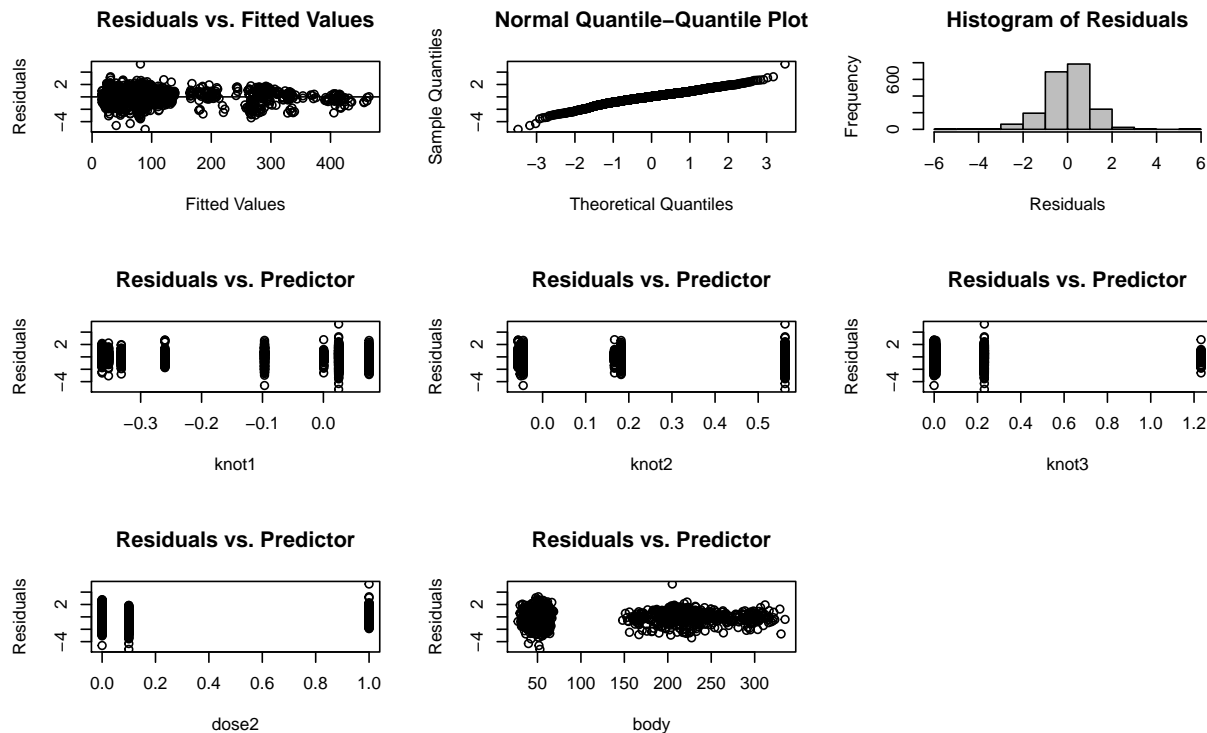 Residuals vs. Fitted Values
Residuals
2
−4
0 100 200 300 400
Fitted Values
Normal Quantile−Quantile Plot
Sample Quantiles
2
−4
−3 −2 −1 0 1 2 3
Theoretical Quantiles
Histogram of Residuals
Frequency
600
0
−6 −4 −2 0 2 4 6
Residuals
Residuals vs. Predictor
Residuals
2
−4
−0.3 −0.2 −0.1 0.0
knot1
Residuals vs. Predictor
Residuals
2
−4
0.0 0.1 0.2 0.3 0.4 0.5
knot2
Residuals vs. Predictor
Residuals
2
−4
0.0 0.2 0.4 0.6 0.8 1.0 1.2
knot3
Residuals vs. Predictor
Residuals
2
−4
0.0 0.2 0.4 0.6 0.8 1.0
dose2
Residuals vs. Predictor
Residuals
2
−4
50 100 150 200 250 300
body